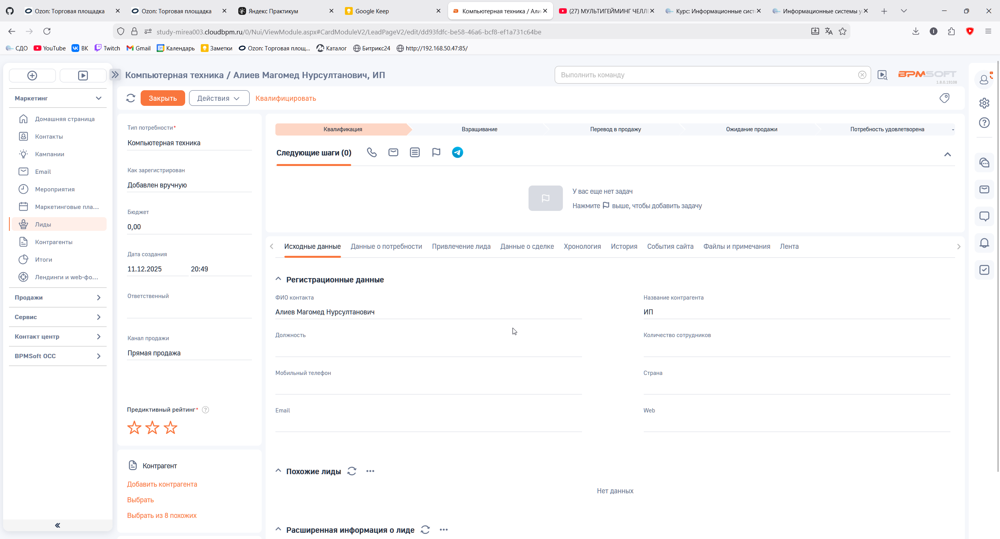 Ozon: Торговая площадка
Ozon: Торговая площадка
Яндекс Практикум
Google Keep
Компьютерная техника / Али
(27) МУЛЬТИГЕЙМИНГ ЧЕЛЛЕ
Курс: Информационные сист
Информационные системы у
study-mirea003.cloudbpm.ru/0/Nui/ViewModule.aspx#CardModuleV2/LeadPageV2/edit/dd93fdfc-be58-46a6-bcf8-ef1a731c64be
СДО
YouTube
ВК
Twitch
Gmail
Календарь
Заметки
Ozon: Торговая площ...
Каталог
Битрикс24
http://192.168.50.47:85/
Компьютерная техника / Алиев Магомед Нурсултанович, ИП
Выполнить команду
BPMSOFT
1.8.0.19108
Закрыть
Действия
Квалифицировать
Маркетинг
Домашняя страница
Контакты
Кампании
Email
Мероприятия
Маркетинговые пла...
Лиды
Контрагенты
Итоги
Лендинги и web-фо...
Продажи
Сервис
Контакт центр
BPMSoft ОСС
Тип потребности*
Компьютерная техника
Как зарегистрирован
Добавлен вручную
Бюджет
0,00
Дата создания
11.12.2025 20:49
Ответственный
Канал продажи
Прямая продажа
Предиктивный рейтинг* ?
Контрагент
Добавить контрагента
Выбрать
Выбрать из 8 похожих
Квалификация
Взращивание
Перевод в продажу
Ожидание продажи
Потребность удовлетворена
Следующие шаги (0)
У вас еще нет задач
Нажмите выше, чтобы добавить задачу
Исходные данные
Данные о потребности
Привлечение лида
Данные о сделке
Хронология
История
События сайта
Файлы и примечания
Лента
Регистрационные данные
ФИО контакта
Алиев Магомед Нурсултанович
Название контрагента
ИП
Должность
Количество сотрудников
Мобильный телефон
Страна
Email
Web
Похожие лиды
Нет данных
Расширенная информация о лиде